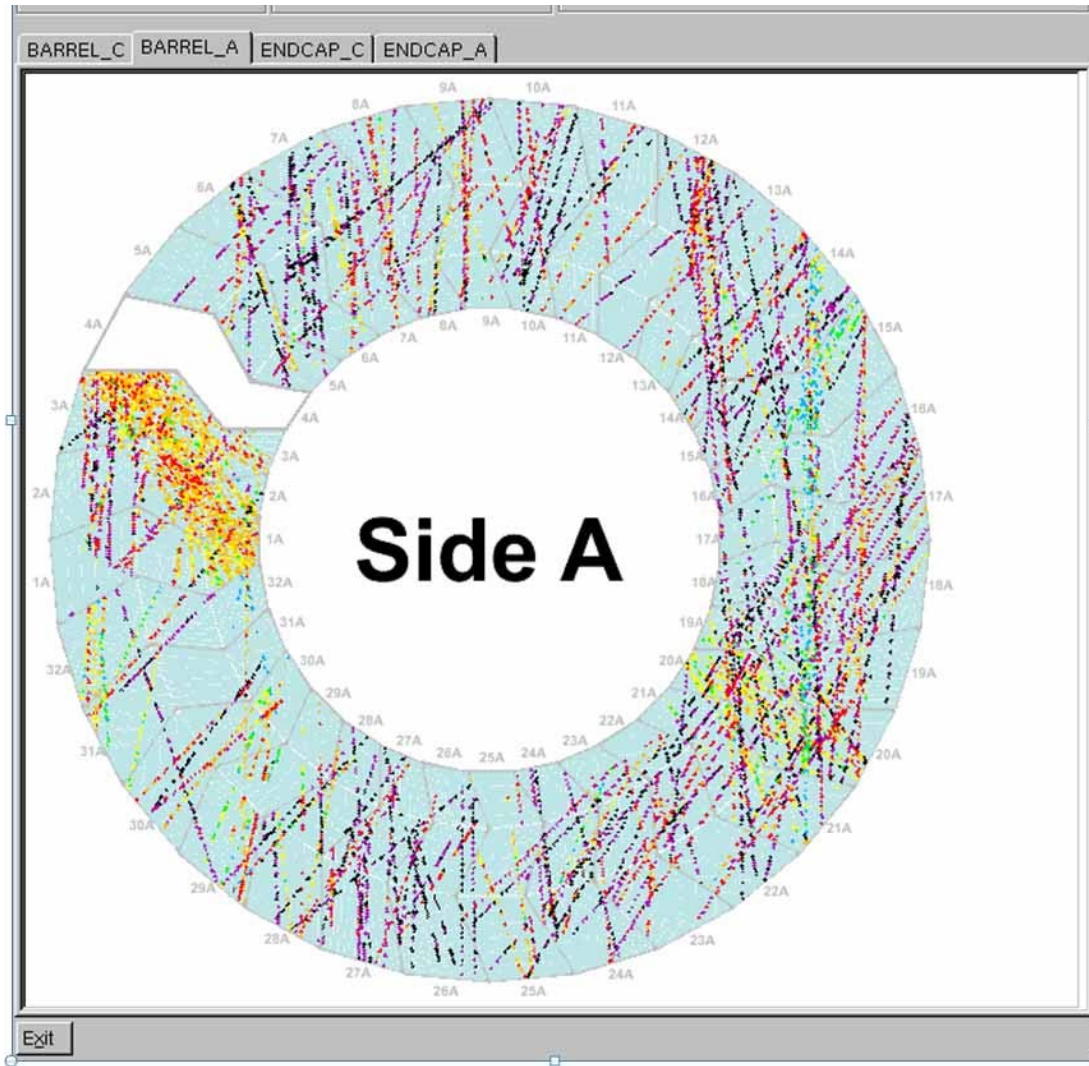 BARREL_C BARREL_A ENDCAP_C ENDCAP_A
9A 10A
8A 11A
7A 12A
6A 13A
5A 14A
4A 15A
3A 16A
2A 17A
1A 18A
32A 19A
31A 20A
30A 21A
29A 22A
28A 23A
27A 24A
26A 25A
8A 9A 10A
7A 11A
6A 12A
5A 13A
4A 14A
3A 15A
2A 16A
1A 17A
32A 18A
31A 19A
30A 20A
29A 21A
28A 22A
27A 23A
26A 25A 24A
Side A
Exit